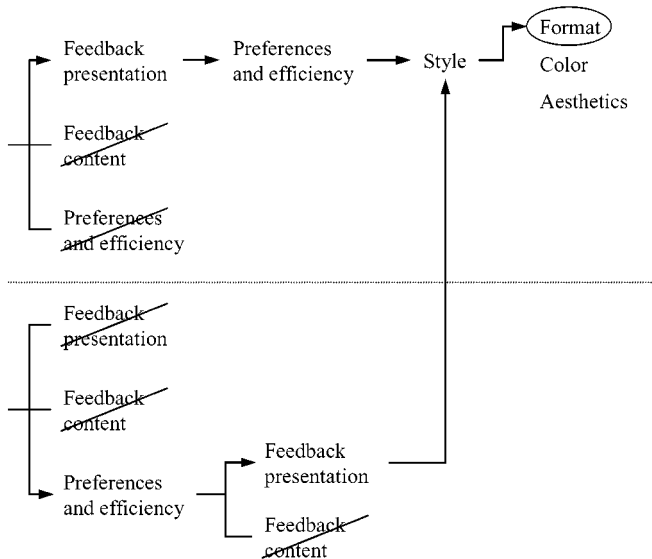 Feedback
presentation
Preferences
and efficiency
Style
Format
Color
Aesthetics
Feedback
content
Preferences
and efficiency
Feedback
presentation
Feedback
content
Preferences
and efficiency
Feedback
presentation
Feedback
content